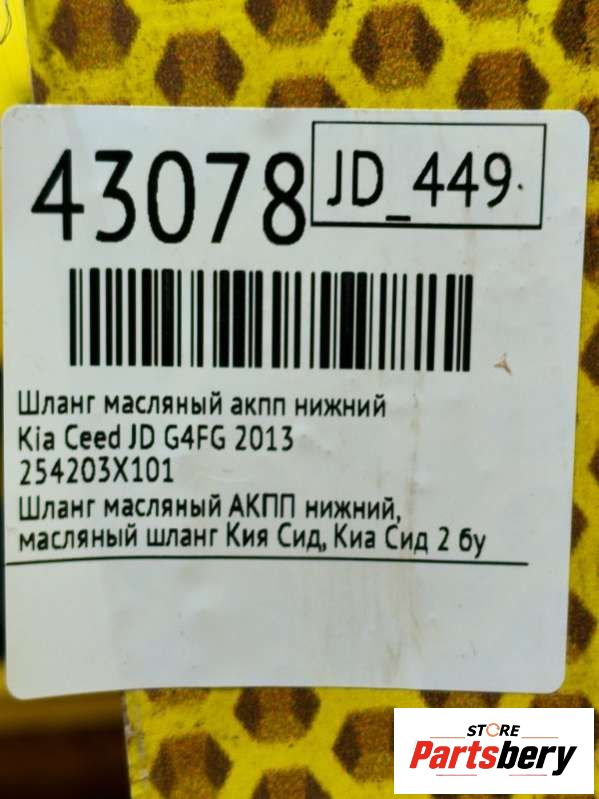 43078
JD_449.
Шланг масляный акпп нижний
Kia Ceed JD G4FG 2013
254203X101
Шланг масляный АКПП нижний,
масляный шланг Кия Сид, Киа Сид 2 бу
STORE
Partsbery